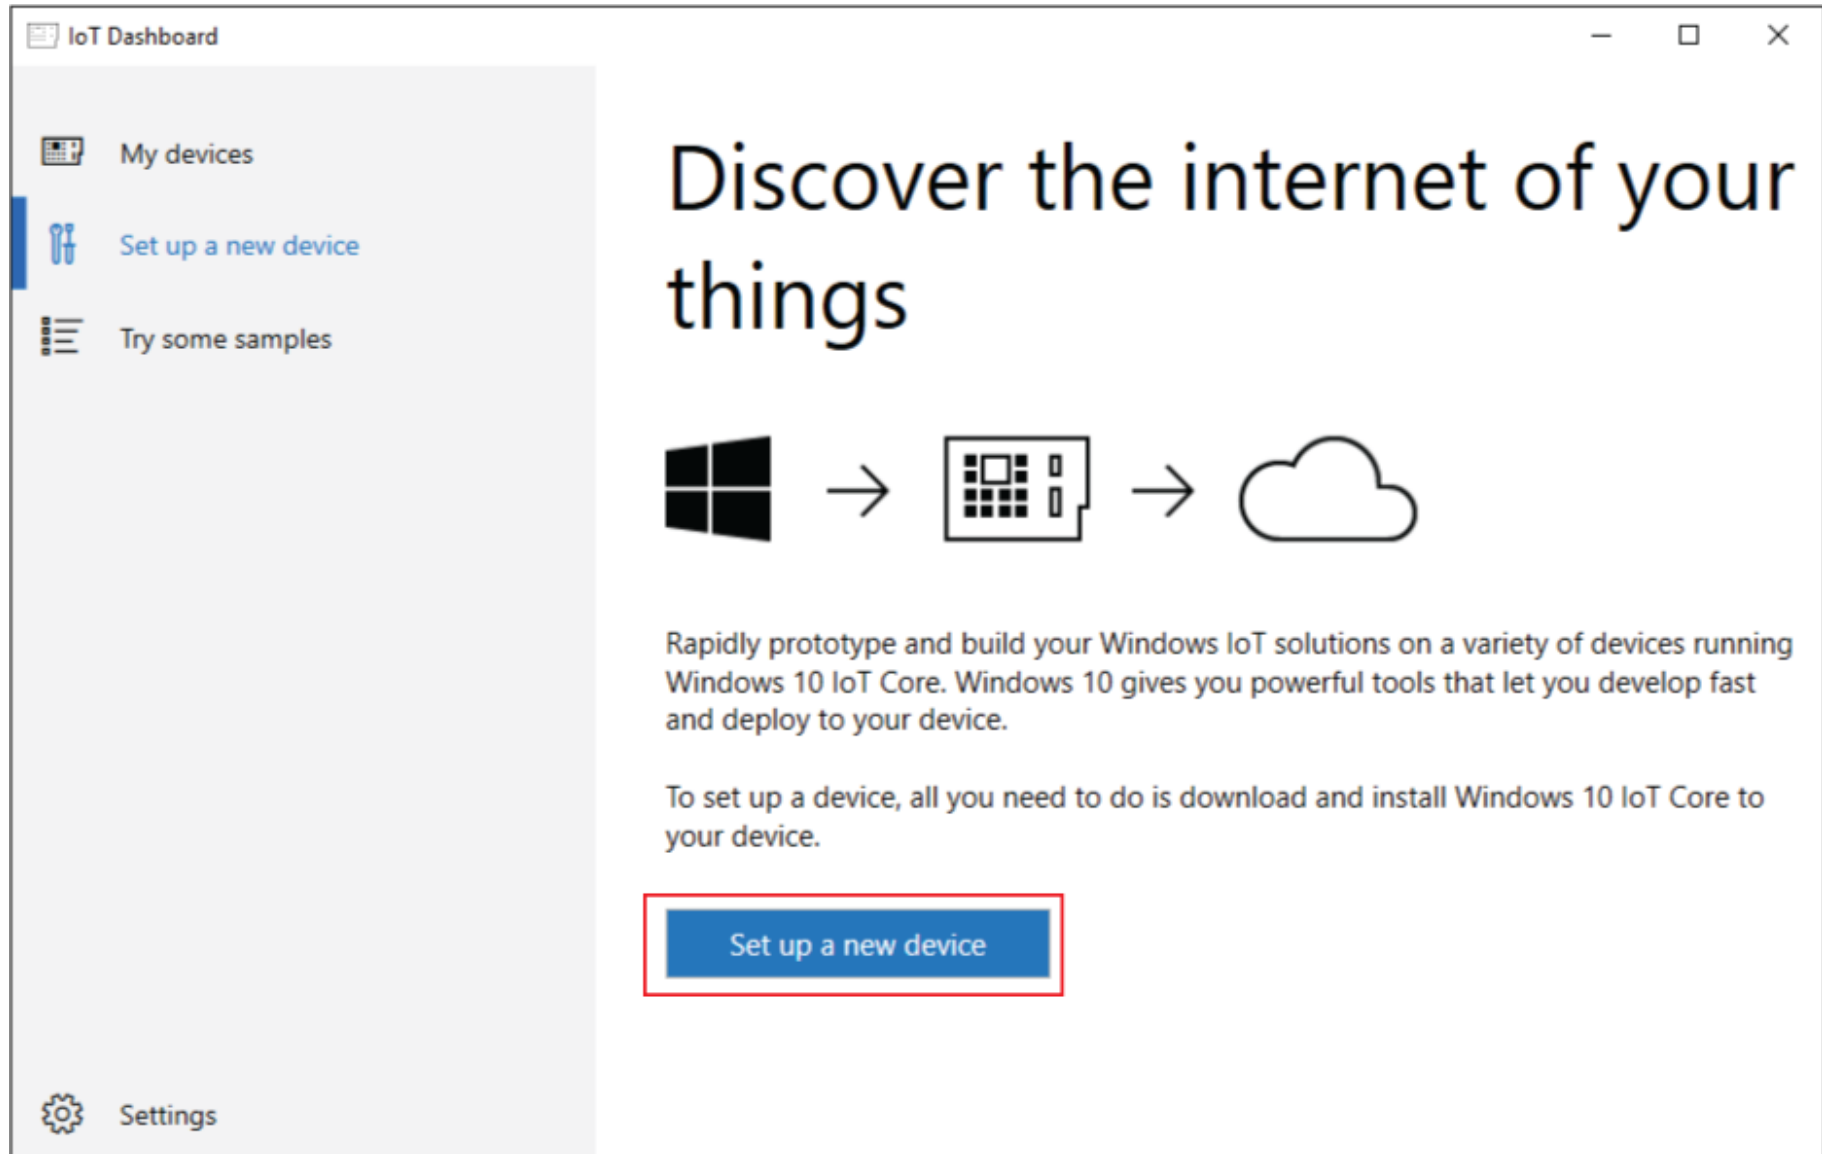 IoT Dashboard
My devices
Set up a new device
Try some samples
Settings
Discover the internet of your
things
Rapidly prototype and build your Windows IoT solutions on a variety of devices running
Windows 10 IoT Core. Windows 10 gives you powerful tools that let you develop fast
and deploy to your device.
To set up a device, all you need to do is download and install Windows 10 IoT Core to
your device.
Set up a new device